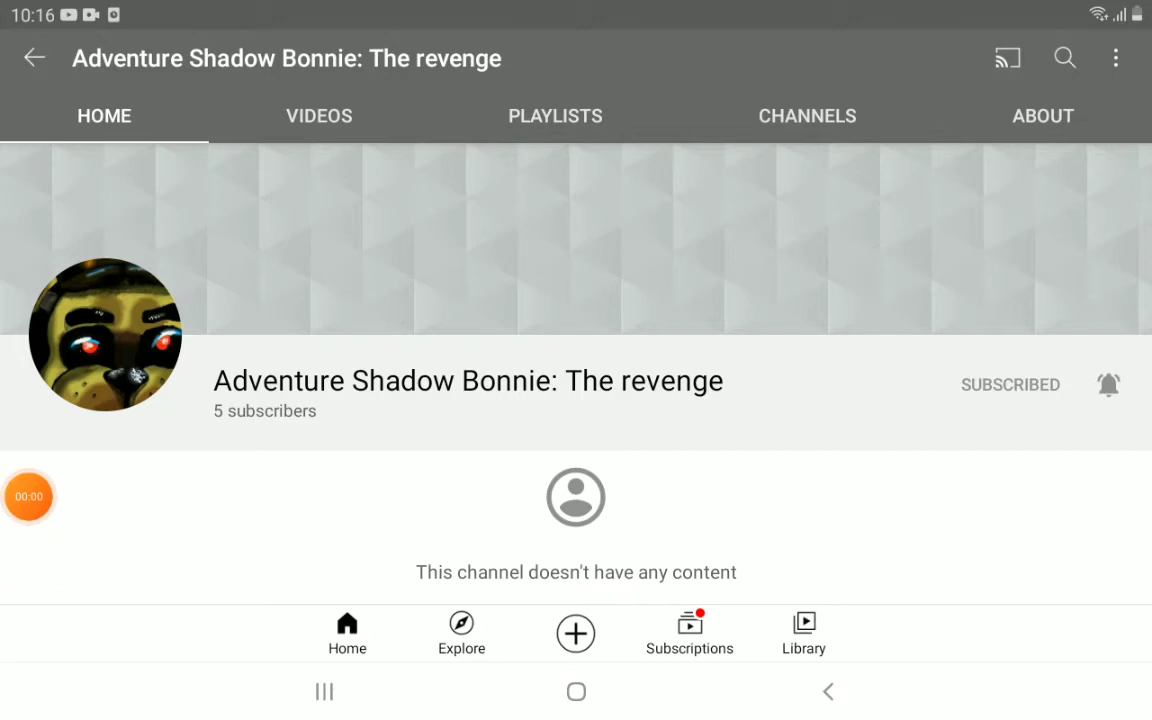 10:16
Adventure Shadow Bonnie: The revenge
HOME VIDEOS PLAYLISTS CHANNELS ABOUT
Adventure Shadow Bonnie: The revenge
5 subscribers
SUBSCRIBED
00:00
This channel doesn't have any content
Home Explore Subscriptions Library